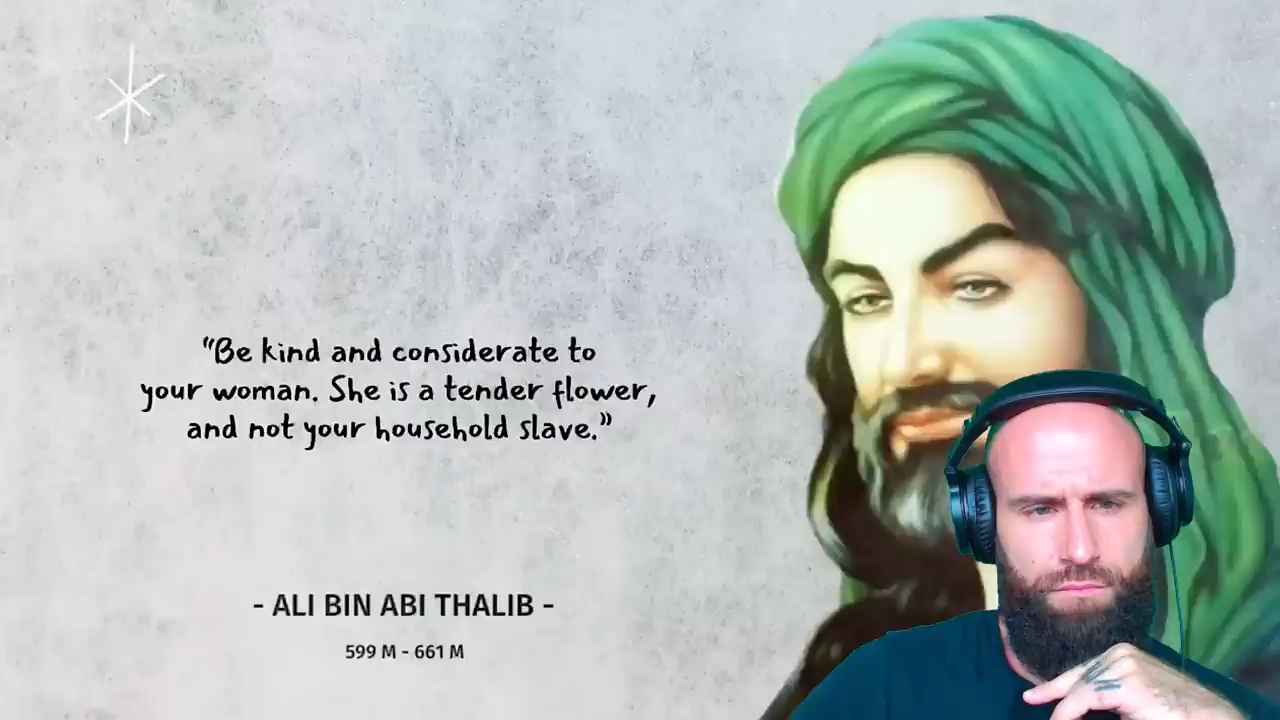 “Be kind and considerate to
your woman. She is a tender flower,
and not your household slave.”
- ALI BIN ABI THALIB -
599 M - 661 M